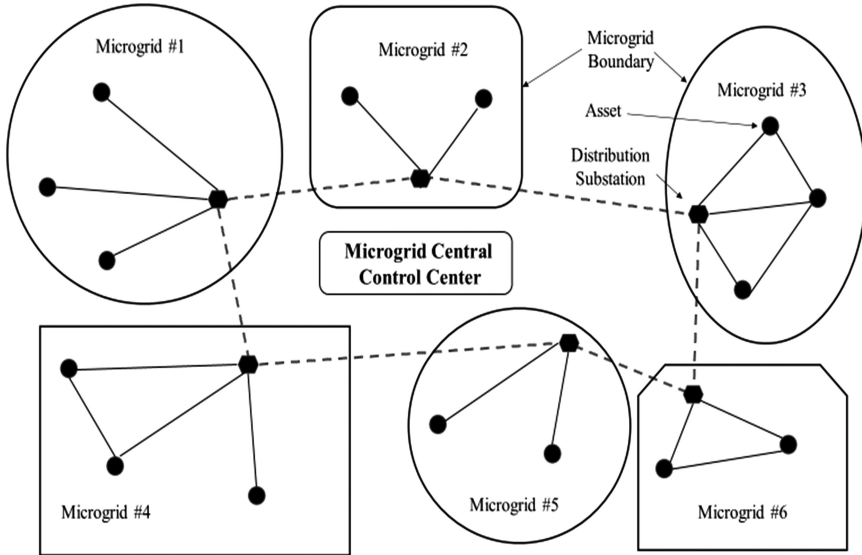 Microgrid #1
Microgrid #2
Microgrid
Boundary
Microgrid #3
Asset
Distribution
Substation
Microgrid Central
Control Center
Microgrid #4
Microgrid #5
Microgrid #6